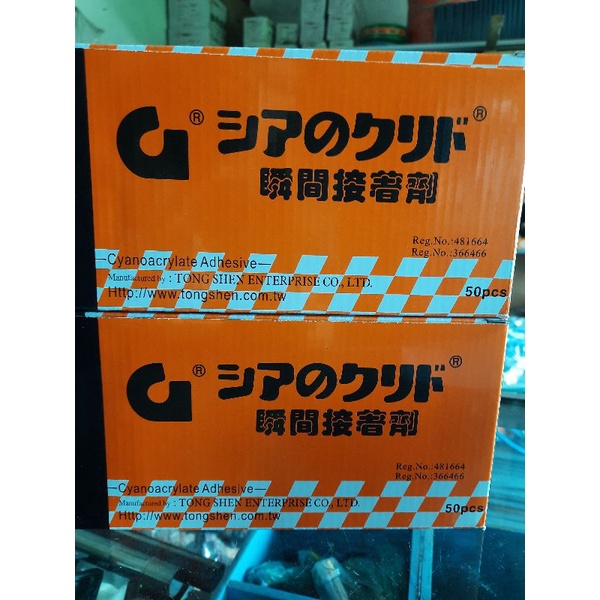 G® シアのクリド®
瞬間接着劑
Reg.No.:481664
Reg.No.:366466
Cyanoacrylate Adhesive
Manufactured by : TONG SHEN ENTERPRISE CO., LTD.
Http://www.tongshen.com.tw
50pcs
G® シアのクリド®
瞬間接着劑
Reg.No.:481664
Reg.No.:366466
Cyanoacrylate Adhesive
Manufactured by : TONG SHEN ENTERPRISE CO., LTD.
Http://www.tongshen.com.tw
50pcs